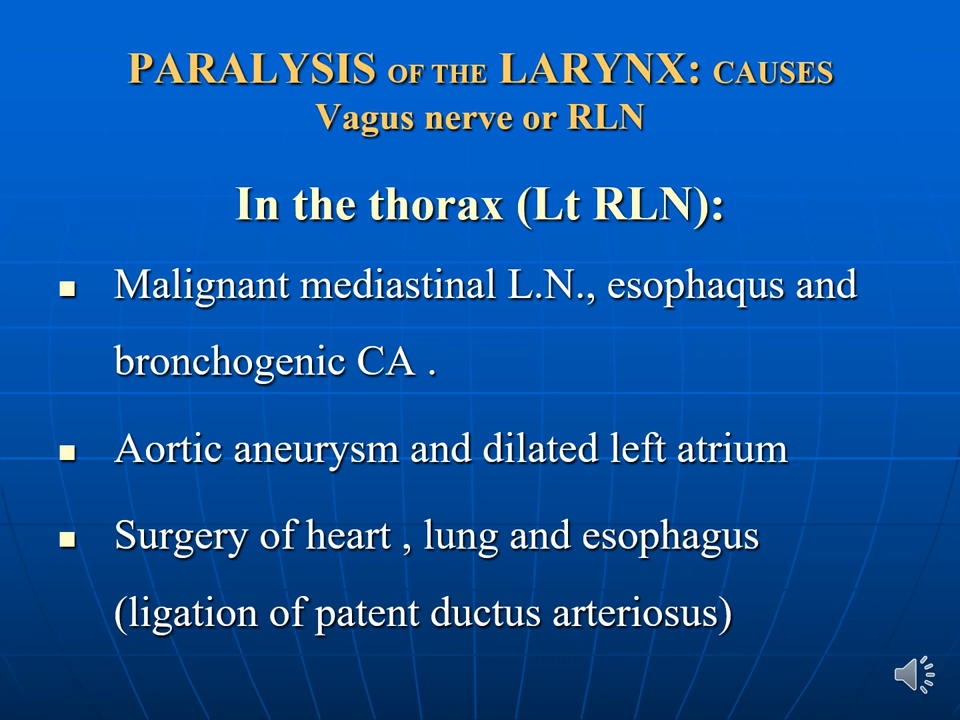 PARALYSIS OF THE LARYNX: CAUSES
Vagus nerve or RLN
In the thorax (Lt RLN):
Malignant mediastinal L.N., esophaqus and
bronchogenic CA .
Aortic aneurysm and dilated left atrium
Surgery of heart , lung and esophagus
(ligation of patent ductus arteriosus)